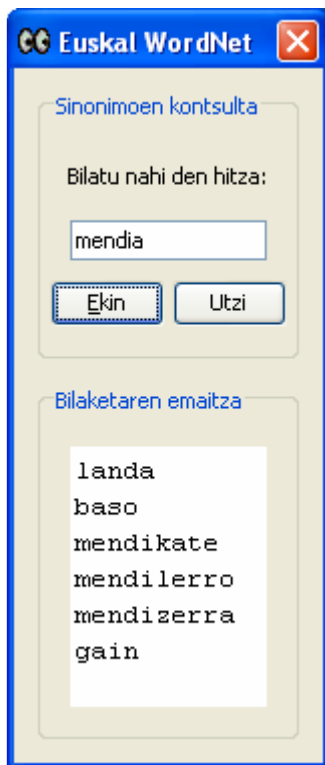 Euskal WordNet
Sinonimoen kontsulta
Bilatu nahi den hitza:
mendia
Ekin Utzi
Bilaketaren emaitza
landa
baso
mendikate
mendilerro
mendizerra
gain